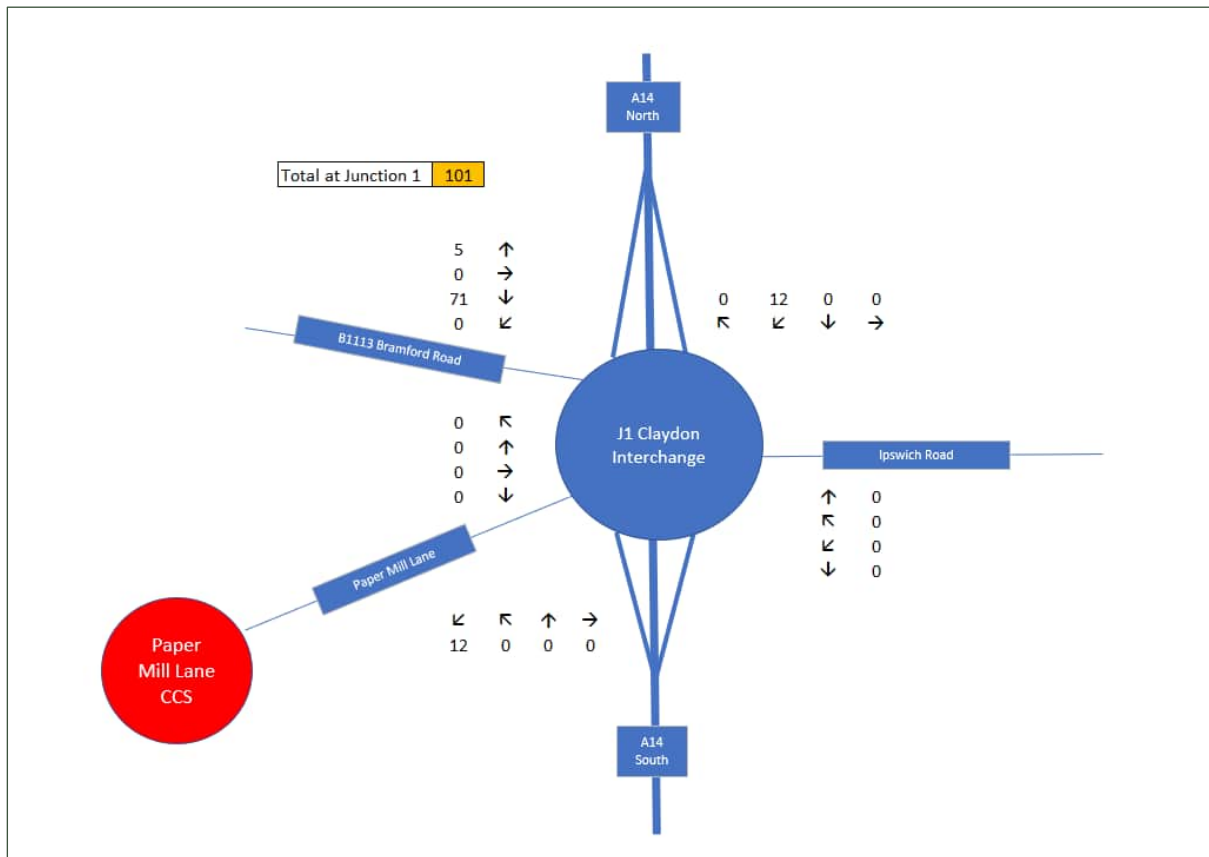 A14
North
Total at Junction 1 101
5 ↑
0 →
71 ↓
0 ↙
0 12 0 0
↖ ↙ ↓ →
B1113 Bramford Road
0 ↖
0 ↑
0 →
0 ↓
J1 Claydon
Interchange
Ipswich Road
↑ 0
↖ 0
↙ 0
↓ 0
Paper Mill Lane
↙ ↖ ↑ →
12 0 0 0
Paper
Mill Lane
CCS
A14
South